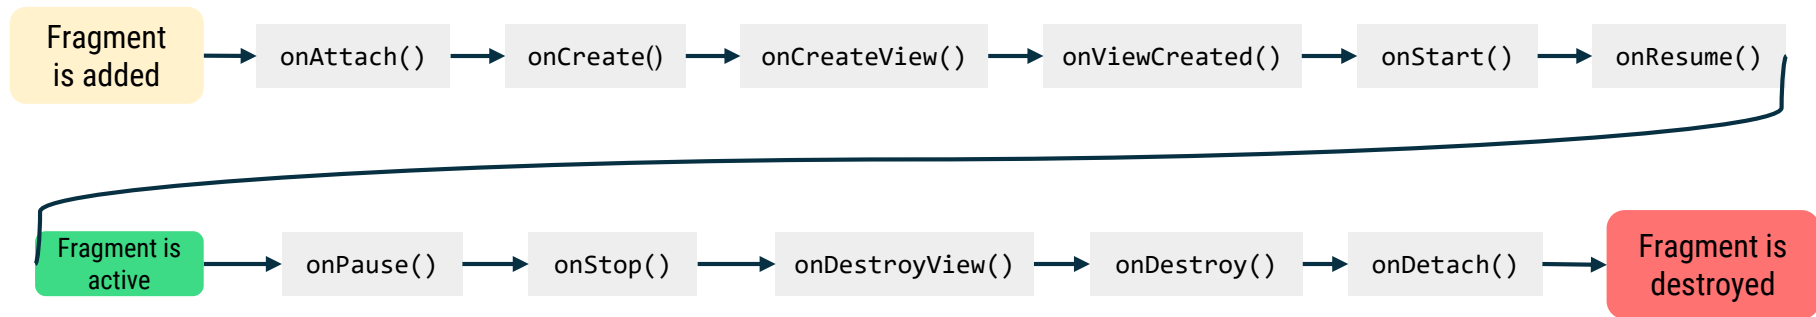 Fragment
is added
onAttach()
onCreate()
onCreateView()
onViewCreated()
onStart()
onResume()
Fragment is
active
onPause()
onStop()
onDestroyView()
onDestroy()
onDetach()
Fragment is
destroyed